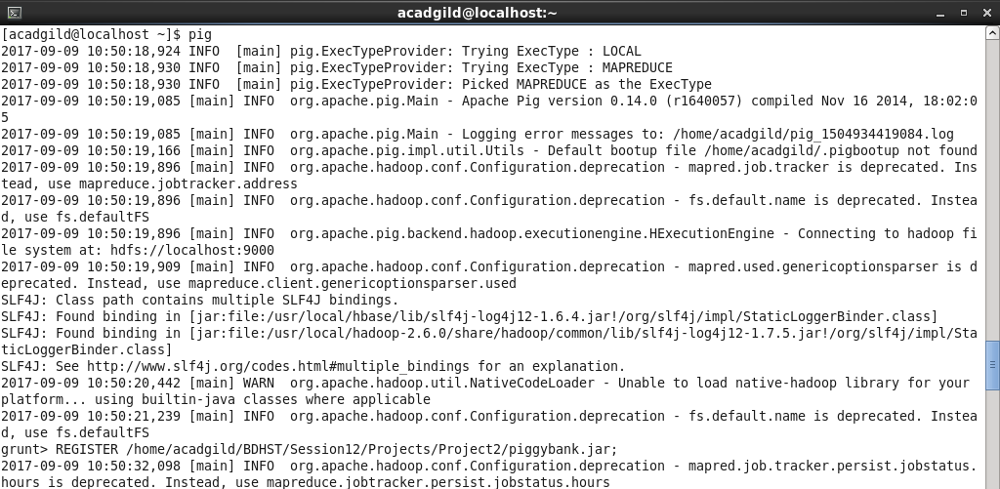 acadgild@localhost:~
[acadgild@localhost ~]$ pig
2017-09-09 10:50:18,924 INFO  [main] pig.ExecTypeProvider: Trying ExecType : LOCAL
2017-09-09 10:50:18,930 INFO  [main] pig.ExecTypeProvider: Trying ExecType : MAPREDUCE
2017-09-09 10:50:18,930 INFO  [main] pig.ExecTypeProvider: Picked MAPREDUCE as the ExecType
2017-09-09 10:50:19,085 [main] INFO  org.apache.pig.Main - Apache Pig version 0.14.0 (r1640057) compiled Nov 16 2014, 18:02:0
5
2017-09-09 10:50:19,085 [main] INFO  org.apache.pig.Main - Logging error messages to: /home/acadgild/pig_1504934419084.log
2017-09-09 10:50:19,166 [main] INFO  org.apache.pig.impl.util.Utils - Default bootup file /home/acadgild/.pigbootup not found
2017-09-09 10:50:19,896 [main] INFO  org.apache.hadoop.conf.Configuration.deprecation - mapred.job.tracker is deprecated. Ins
tead, use mapreduce.jobtracker.address
2017-09-09 10:50:19,896 [main] INFO  org.apache.hadoop.conf.Configuration.deprecation - fs.default.name is deprecated. Instea
d, use fs.defaultFS
2017-09-09 10:50:19,896 [main] INFO  org.apache.pig.backend.hadoop.executionengine.HExecutionEngine - Connecting to hadoop fi
le system at: hdfs://localhost:9000
2017-09-09 10:50:19,909 [main] INFO  org.apache.hadoop.conf.Configuration.deprecation - mapred.used.genericoptionsparser is d
eprecated. Instead, use mapreduce.client.genericoptionsparser.used
SLF4J: Class path contains multiple SLF4J bindings.
SLF4J: Found binding in [jar:file:/usr/local/hbase/lib/slf4j-log4j12-1.6.4.jar!/org/slf4j/impl/StaticLoggerBinder.class]
SLF4J: Found binding in [jar:file:/usr/local/hadoop-2.6.0/share/hadoop/common/lib/slf4j-log4j12-1.7.5.jar!/org/slf4j/impl/Sta
ticLoggerBinder.class]
SLF4J: See http://www.slf4j.org/codes.html#multiple_bindings for an explanation.
2017-09-09 10:50:20,442 [main] WARN  org.apache.hadoop.util.NativeCodeLoader - Unable to load native-hadoop library for your
platform... using builtin-java classes where applicable
2017-09-09 10:50:21,239 [main] INFO  org.apache.hadoop.conf.Configuration.deprecation - fs.default.name is deprecated. Instea
d, use fs.defaultFS
grunt> REGISTER /home/acadgild/BDHST/Session12/Projects/Project2/piggybank.jar;
2017-09-09 10:50:32,098 [main] INFO  org.apache.hadoop.conf.Configuration.deprecation - mapred.job.tracker.persist.jobstatus.
hours is deprecated. Instead, use mapreduce.jobtracker.persist.jobstatus.hours